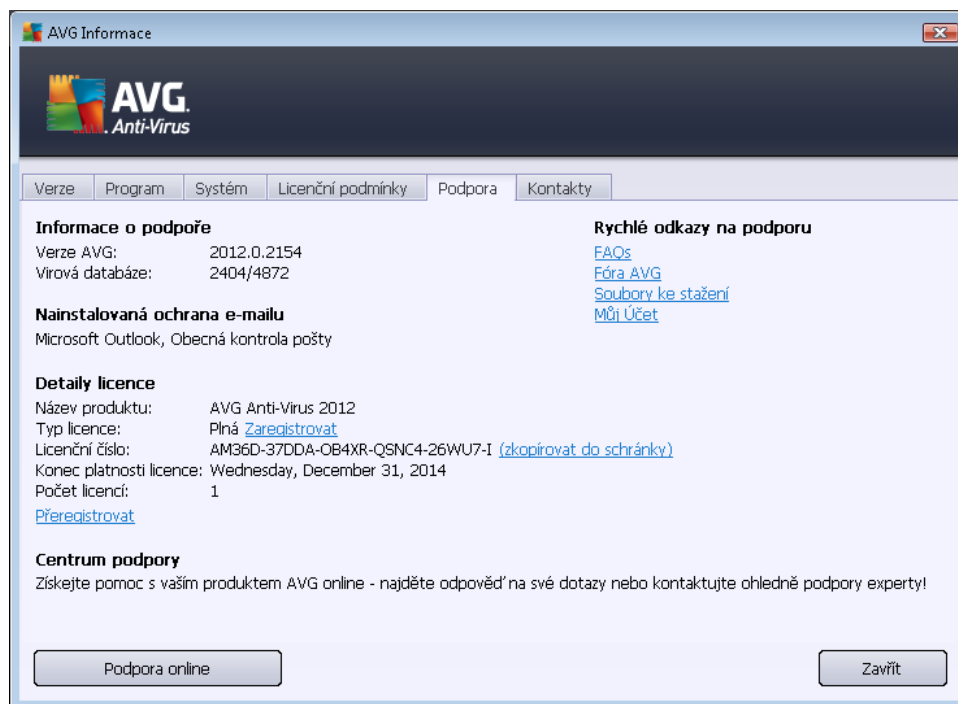 AVG Informace
AVG.
Anti-Virus
Verze Program Systém Licenční podmínky Podpora Kontakty
Informace o podpoře
Verze AVG: 2012.0.2154
Virová databáze: 2404/4872
Nainstalovaná ochrana e-mailu
Microsoft Outlook, Obecná kontrola pošty
Detaily licence
Název produktu: AVG Anti-Virus 2012
Typ licence: Plná Zaregistrovat
Licenční číslo: AM36D-37DDA-OB4XR-QSNC4-26WU7-I (zkopírovat do schránky)
Konec platnosti licence: Wednesday, December 31, 2014
Počet licencí: 1
Přeregistrovat
Rychlé odkazy na podporu
FAQs
Fóra AVG
Soubory ke stažení
Můj Účet
Centrum podpory
Získejte pomoc s vaším produktem AVG online - najděte odpověď na své dotazy nebo kontaktujte ohledně podpory experty!
Podpora online
Zavřít